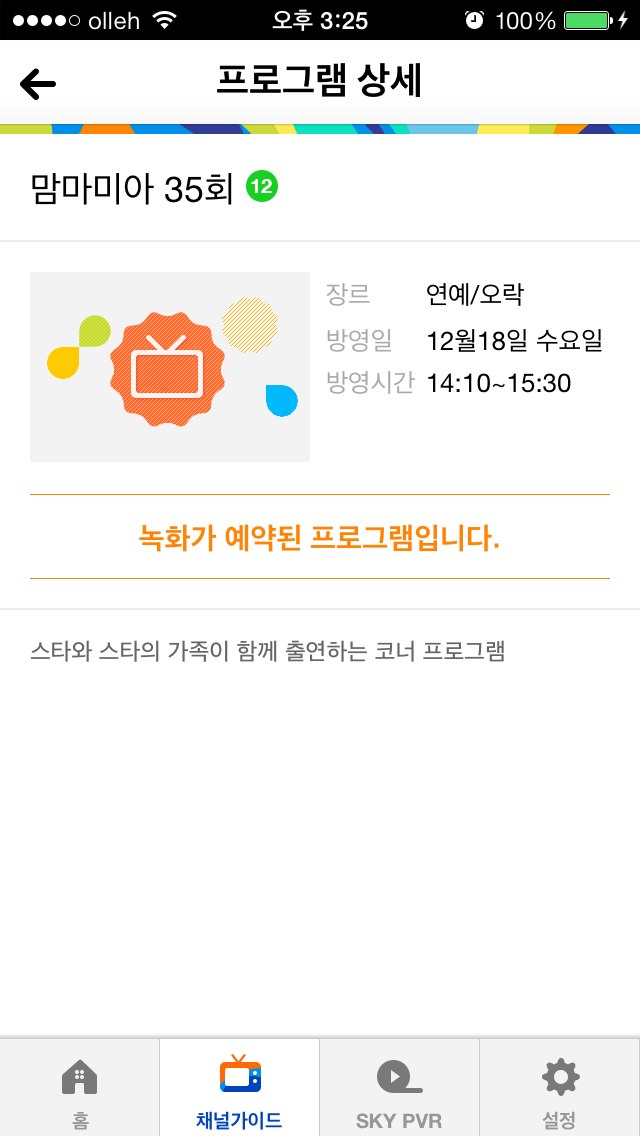 olleh 오후 3:25 100%
프로그램 상세
맘마미아 35회 12
장르 연예/오락
방영일 12월18일 수요일
방영시간 14:10~15:30
녹화가 예약된 프로그램입니다.
스타와 스타의 가족이 함께 출연하는 코너 프로그램
홈 채널가이드 SKY PVR 설정